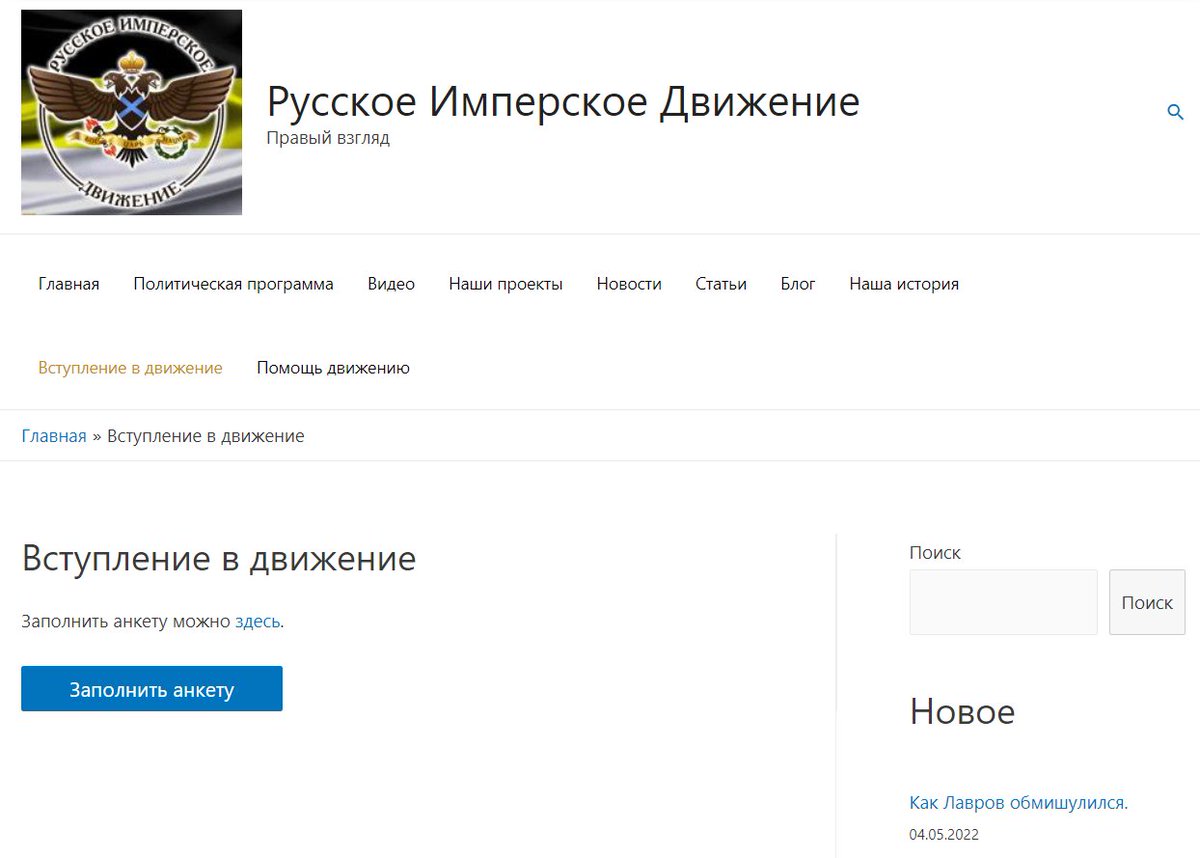 РУССКОЕ ИМПЕРСКОЕ
ДВИЖЕНИЕ
Русское Имперское Движение
Правый взгляд
Главная Политическая программа Видео Наши проекты Новости Статьи Блог Наша история
Вступление в движение Помощь движению
Главная » Вступление в движение
Вступление в движение
Заполнить анкету можно здесь.
Заполнить анкету
Поиск
Поиск
Новое
Как Лавров обмишулился.
04.05.2022